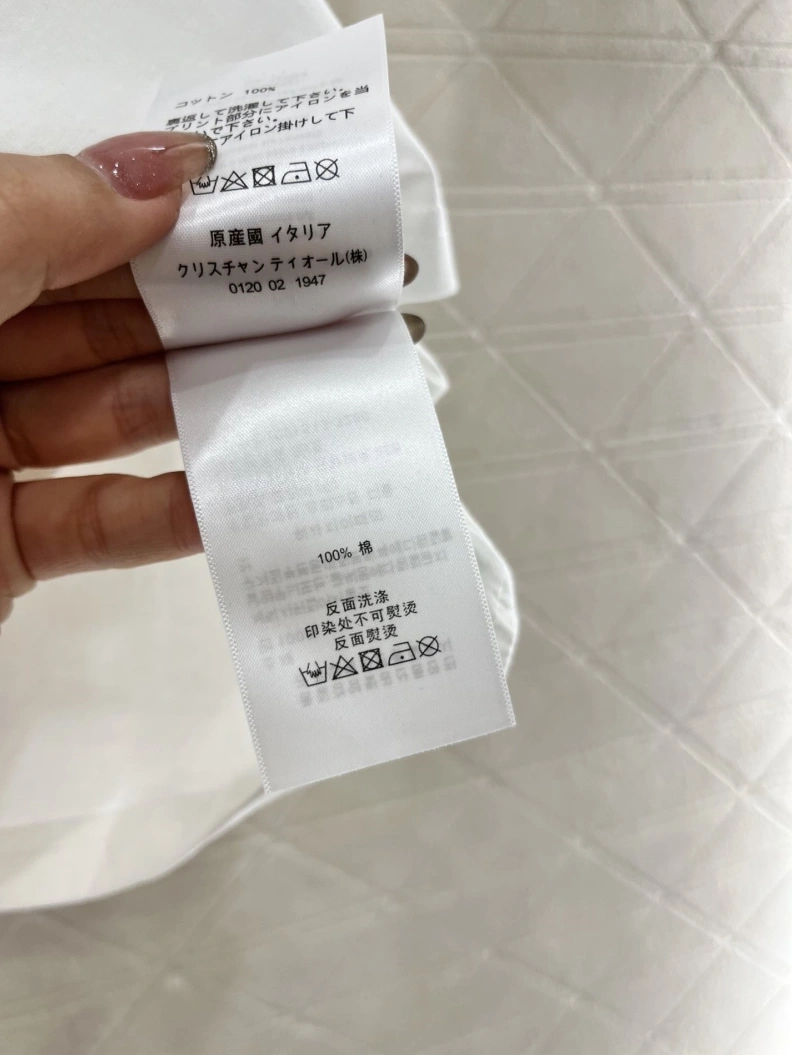 コットン 100%
裏返して洗濯して下さい。
プリント部分にアイロンを当
いで下さい。
アイロン掛けして下
原産國 イタリア
クリスチャン ディオール(株)
0120 02 1947
100% 棉
反面洗涤
印染处不可熨烫
反面熨烫